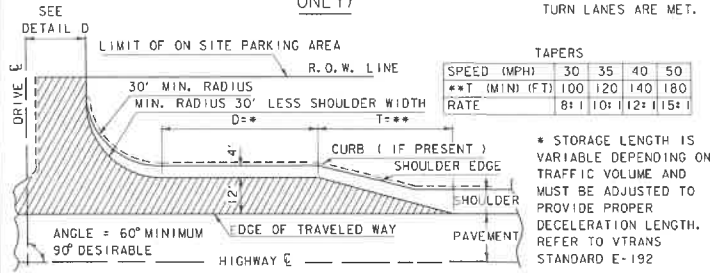 ONLY)
SEE
DETAIL D
TURN LANES ARE MET.
LIMIT OF ON SITE PARKING AREA
R.O.W. LINE
DRIVE ℄
30' MIN. RADIUS
MIN. RADIUS 30' LESS SHOULDER WIDTH
D=*
T=**
4'
12'
CURB ( IF PRESENT )
SHOULDER EDGE
SHOULDER
EDGE OF TRAVELED WAY
PAVEMENT
ANGLE = 60° MINIMUM
90° DESIRABLE
HIGHWAY ℄
TAPERS
SPEED (MPH) 30 35 40 50
**T (MIN) (FT) 100 120 140 180
RATE 8:1 10:1 12:1 15:1
* STORAGE LENGTH IS
VARIABLE DEPENDING ON
TRAFFIC VOLUME AND
MUST BE ADJUSTED TO
PROVIDE PROPER
DECELERATION LENGTH.
REFER TO VTRANS
STANDARD E-192